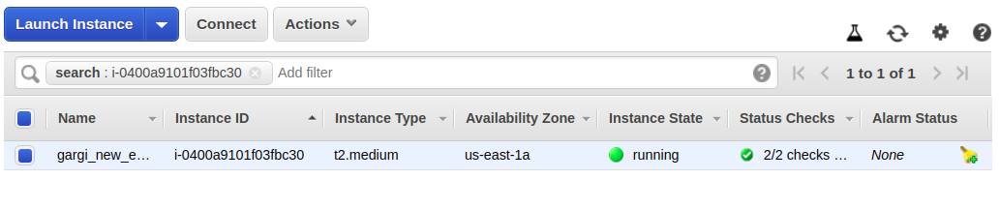 Launch Instance Connect Actions
search : i-0400a9101f03fbc30 Add filter 1 to 1 of 1
Name Instance ID Instance Type Availability Zone Instance State Status Checks Alarm Status
gargi_new_e... i-0400a9101f03fbc30 t2.medium us-east-1a running 2/2 checks ... None